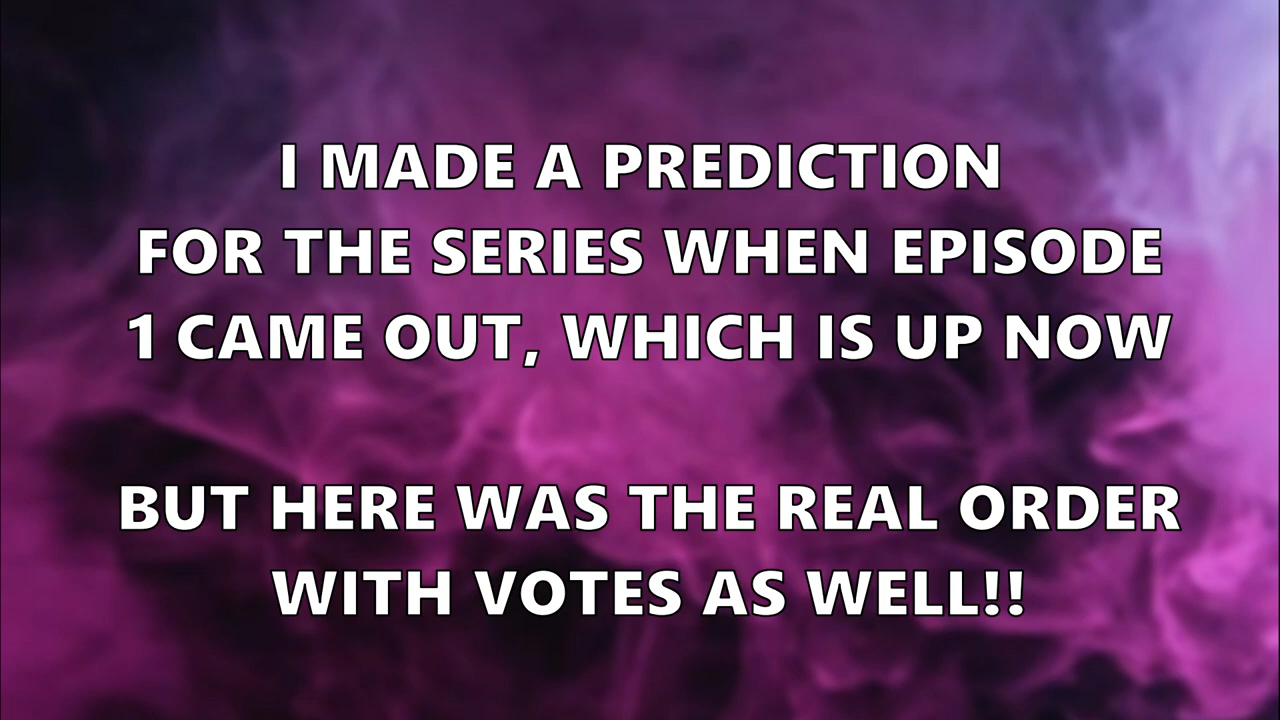 I MADE A PREDICTION
FOR THE SERIES WHEN EPISODE
1 CAME OUT, WHICH IS UP NOW
BUT HERE WAS THE REAL ORDER
WITH VOTES AS WELL!!